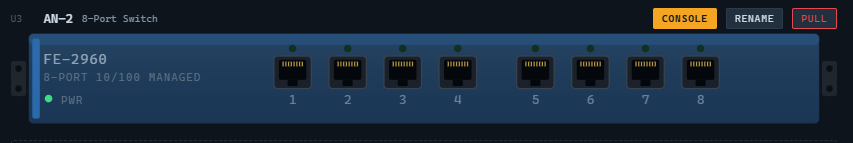 U3 AN-2 8-Port Switch CONSOLE RENAME PULL
FE-2960
8-PORT 10/100 MANAGED
PWR 1 2 3 4 5 6 7 8